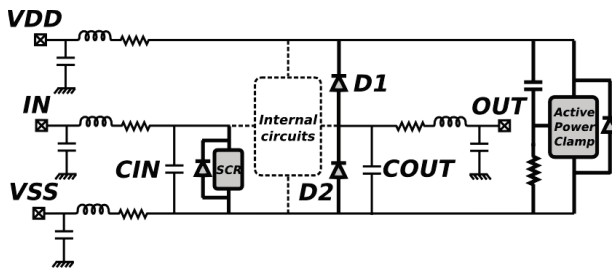 VDD
IN
VSS
CIN
SCR
Internal
circuits
D1
D2
COUT
OUT
Active
Power
Clamp